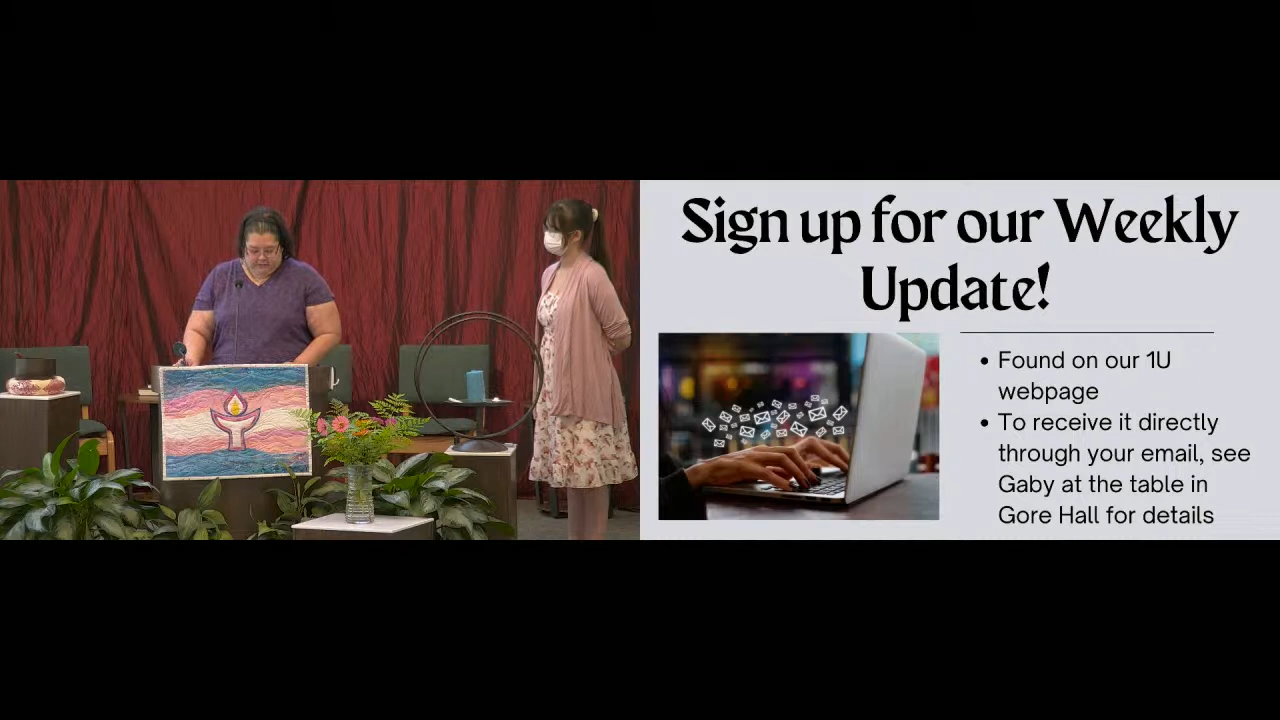 Sign up for our Weekly
Update!
• Found on our 1U
webpage
• To receive it directly
through your email, see
Gaby at the table in
Gore Hall for details